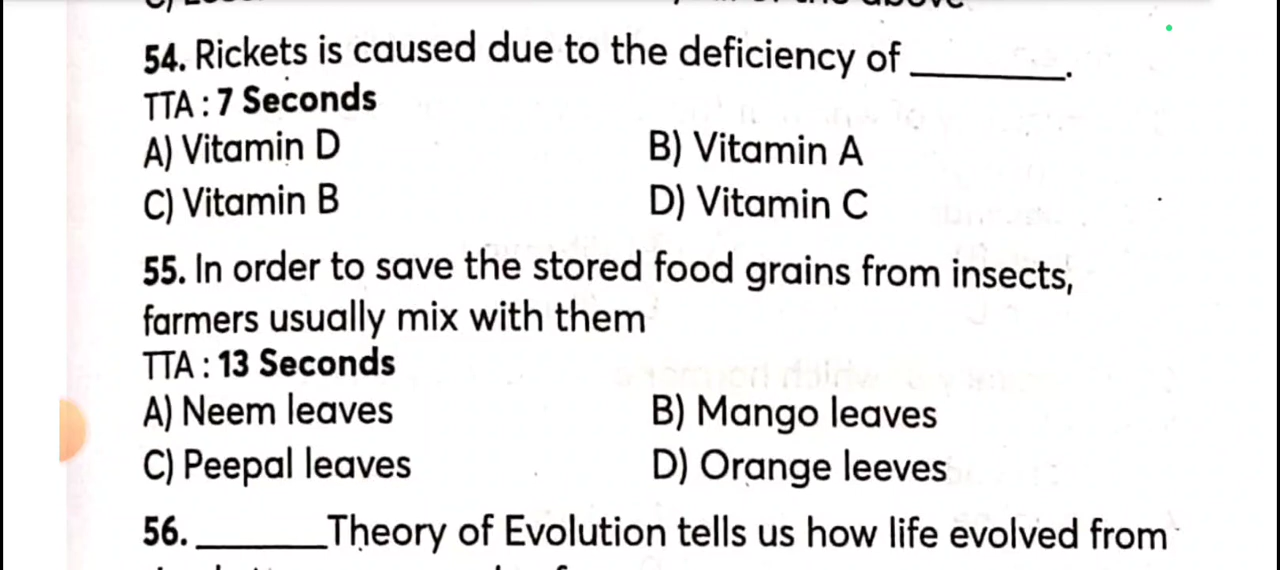 54. Rickets is caused due to the deficiency of ________.
TTA : 7 Seconds
A) Vitamin D B) Vitamin A
C) Vitamin B D) Vitamin C
55. In order to save the stored food grains from insects,
farmers usually mix with them
TTA : 13 Seconds
A) Neem leaves B) Mango leaves
C) Peepal leaves D) Orange leeves
56. ______Theory of Evolution tells us how life evolved from